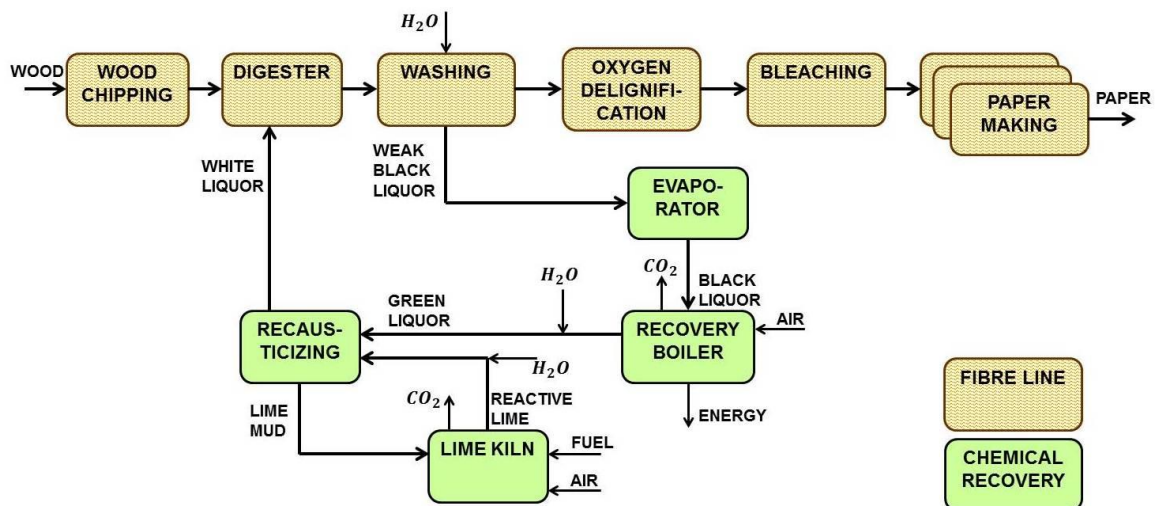 H₂O
WOOD
WOOD
CHIPPING
DIGESTER
WASHING
OXYGEN
DELIGNIFI-
CATION
BLEACHING
PAPER
MAKING
PAPER
WHITE
LIQUOR
WEAK
BLACK
LIQUOR
EVAPO-
RATOR
H₂O
CO₂
BLACK
LIQUOR
GREEN
LIQUOR
RECAUS-
TICIZING
RECOVERY
BOILER
AIR
H₂O
CO₂
REACTIVE
LIME
ENERGY
LIME
MUD
LIME KILN
FUEL
AIR
FIBRE LINE
CHEMICAL
RECOVERY